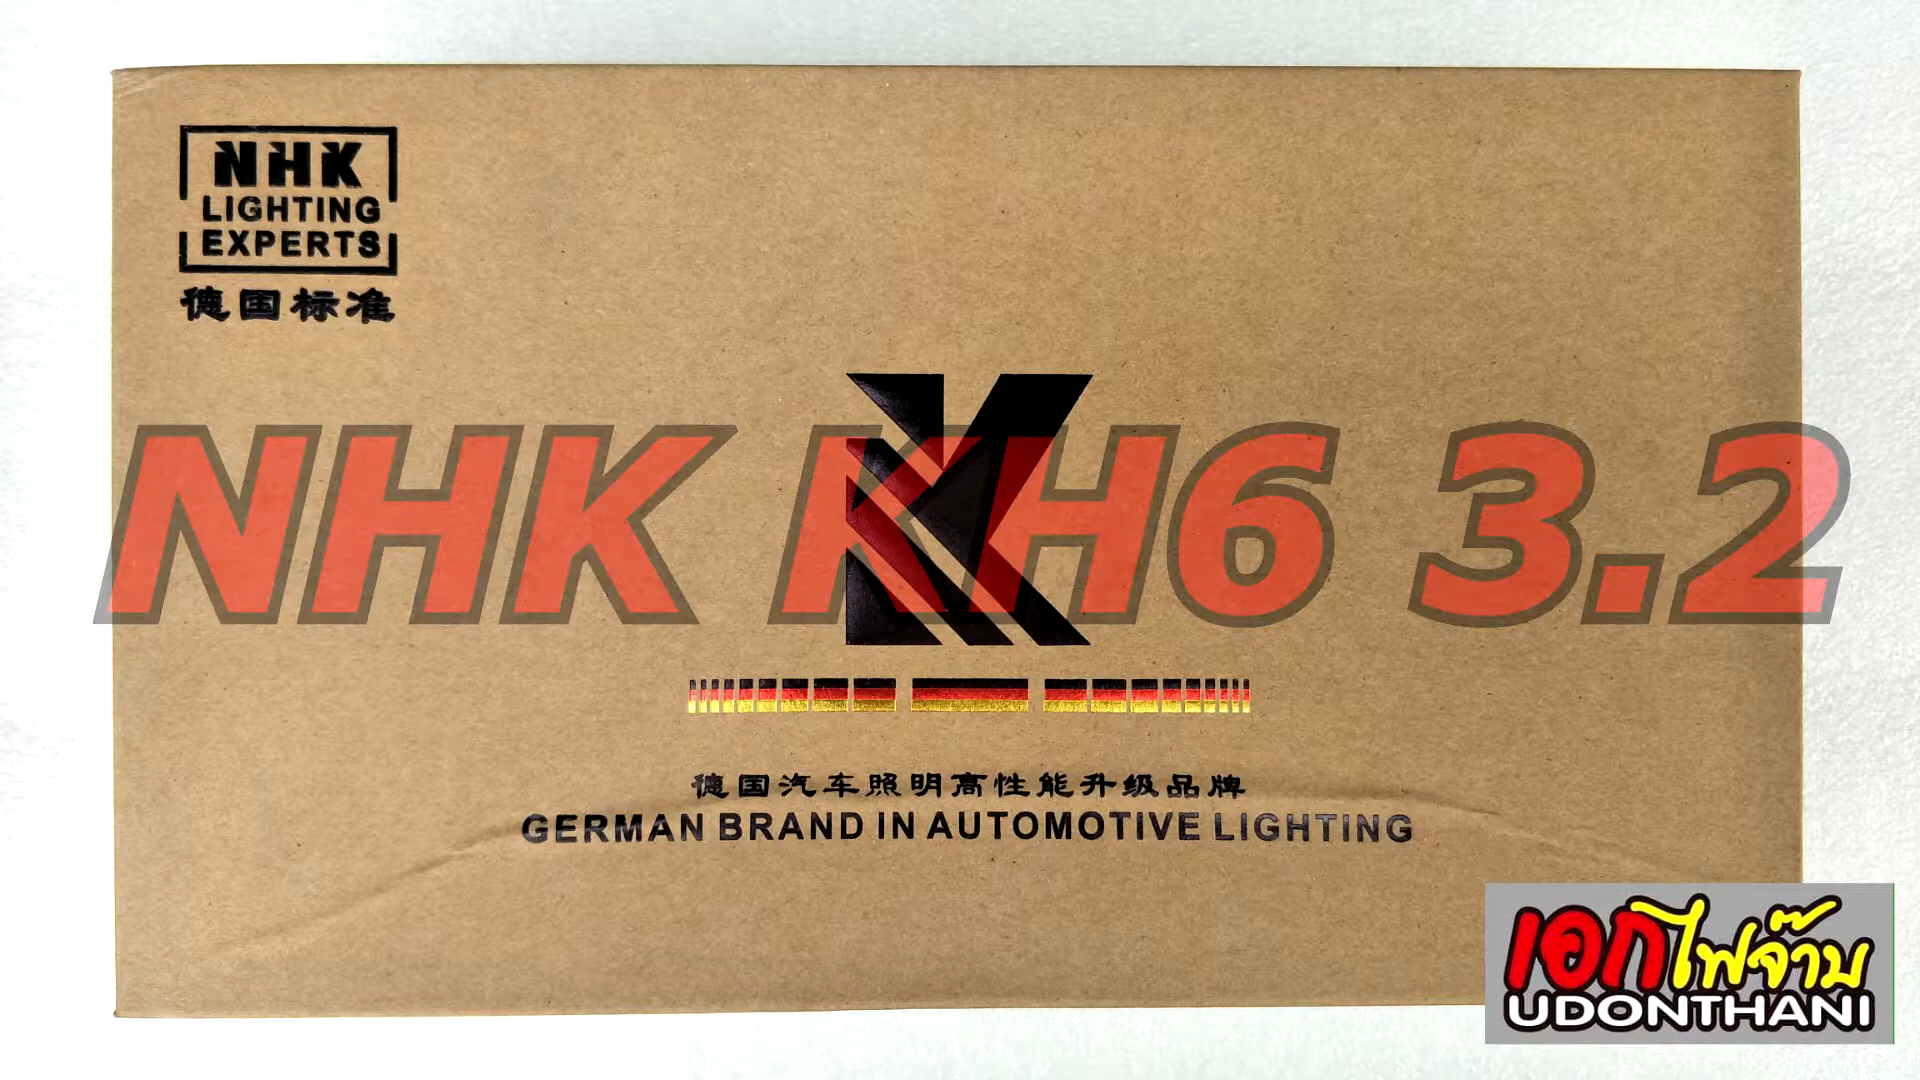 NHK
LIGHTING
EXPERTS
德国标准
NHK KH6 3.2
德国汽车照明高性能升级品牌
GERMAN BRAND IN AUTOMOTIVE LIGHTING
เอกไฟจ๊าบ
UDONTHANI